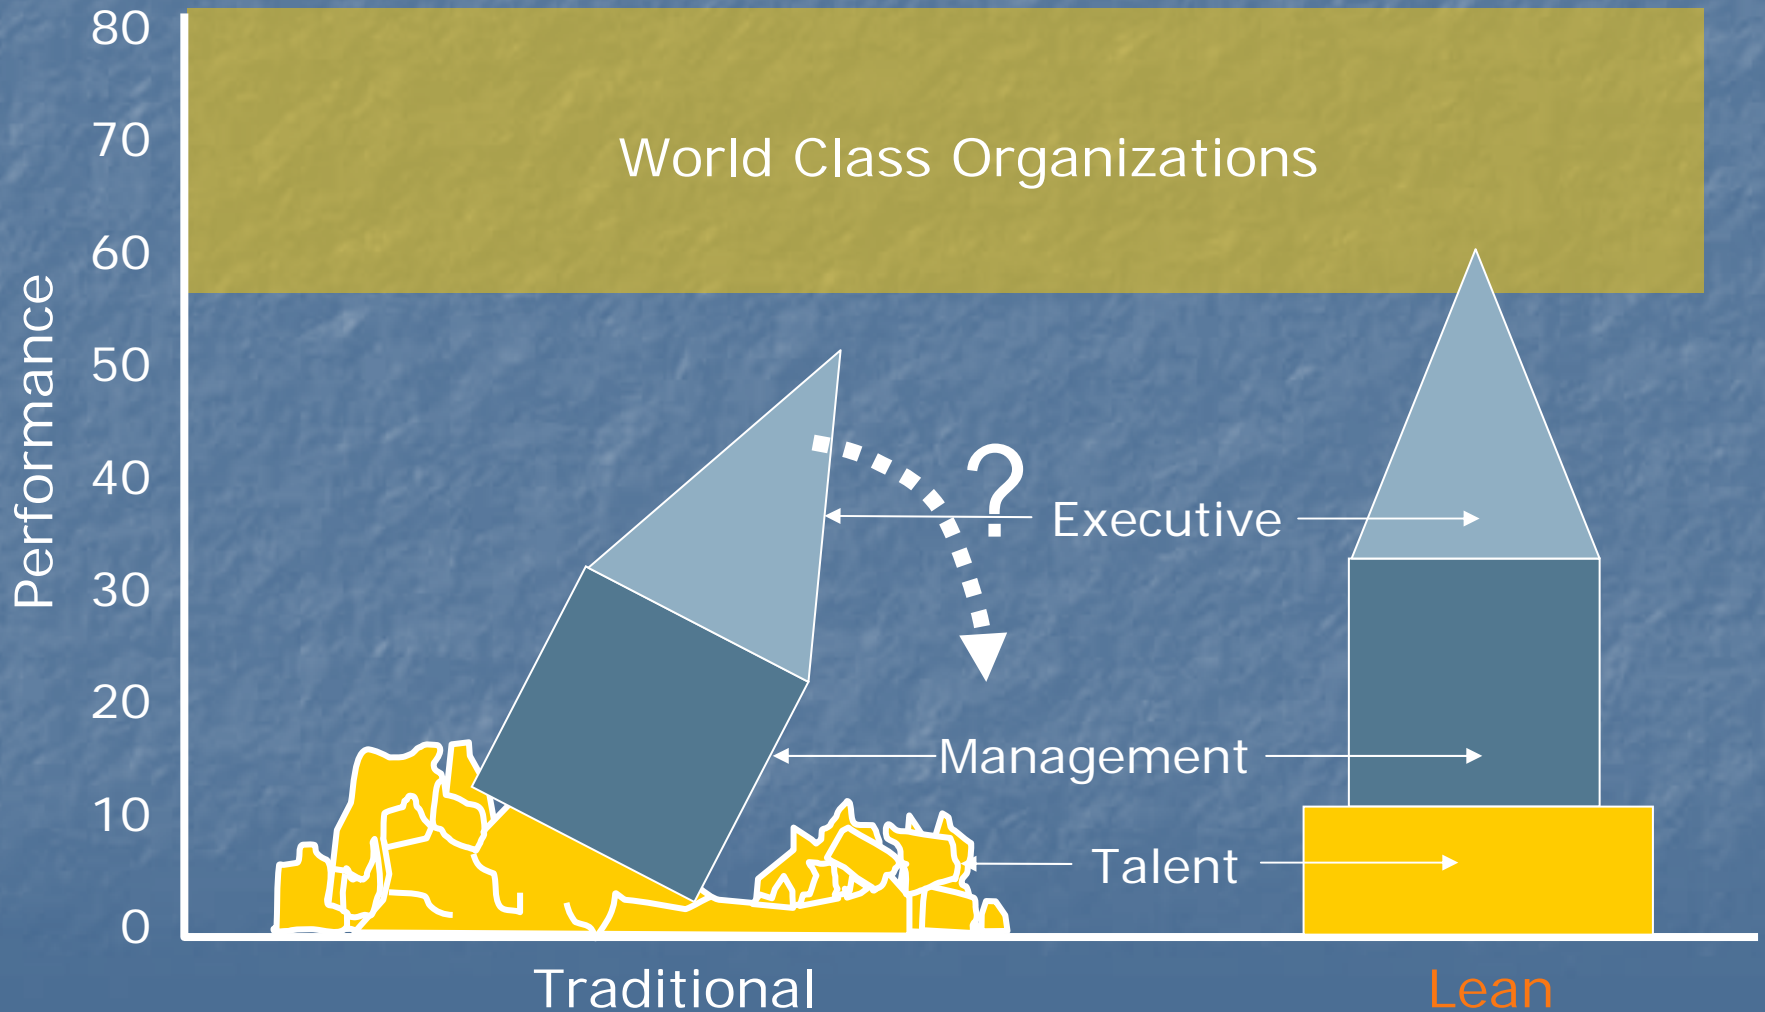 80
70
60
50
40
30
20
10
0
Performance
World Class Organizations
?
Executive
Management
Talent
Traditional
Lean